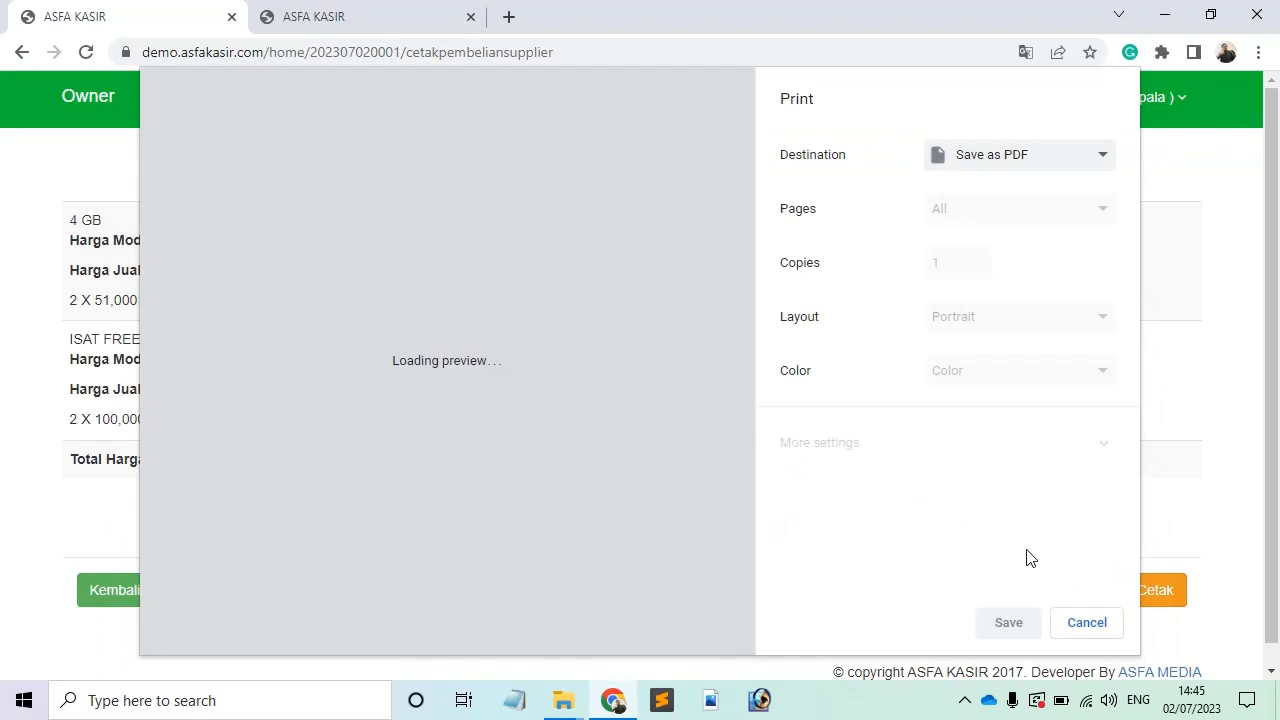 ASFA KASIR
ASFA KASIR
demo.asfakasir.com/home/202307020001/cetakpembeliansupplier
Owner
pala )
Print
Destination
Save as PDF
Pages
All
Copies
1
Layout
Portrait
Color
Color
More settings
Loading preview...
Save
Cancel
4 GB
Harga Mod
Harga Jual
2 X 51,000
ISAT FREE
Harga Mod
Harga Jual
2 X 100,000
Total Harga
Kembali
Cetak
© copyright ASFA KASIR 2017. Developer By ASFA MEDIA
Type here to search
ENG
14:45
02/07/2023